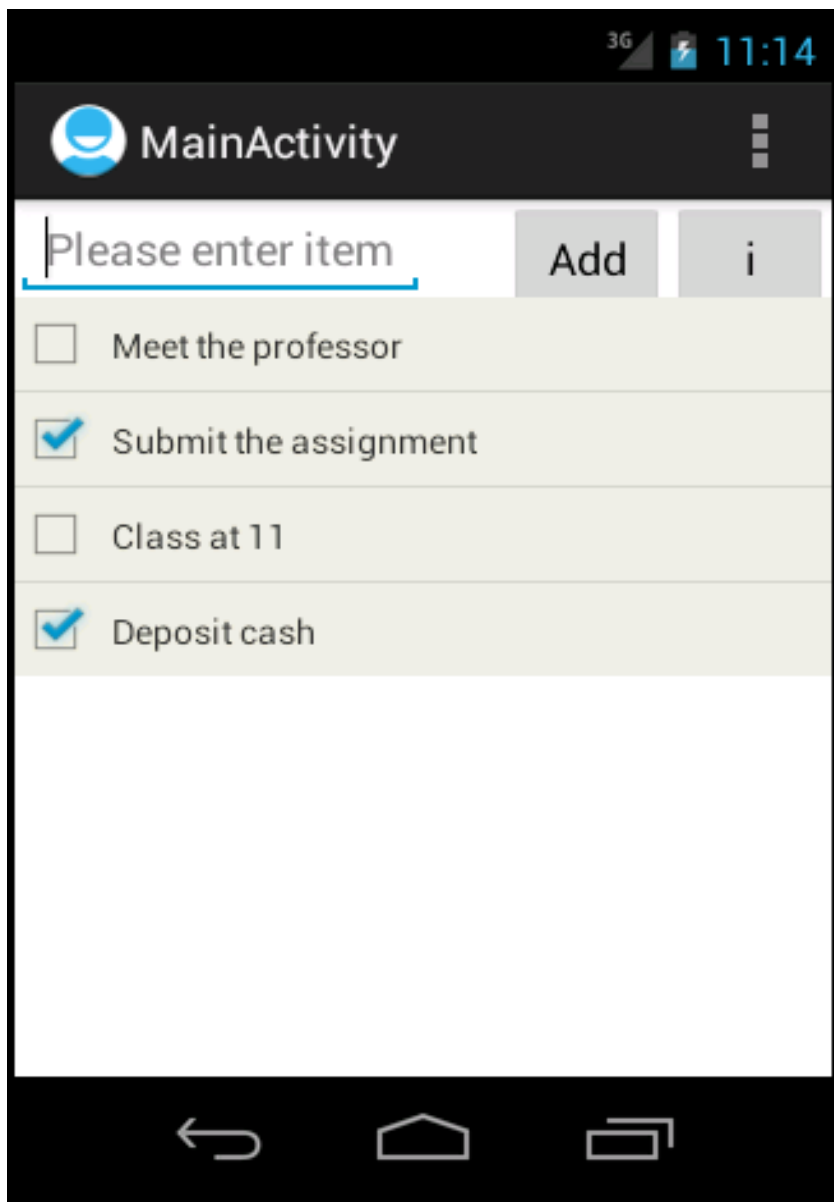 3G 11:14
MainActivity
Please enter item Add i
Meet the professor
Submit the assignment
Class at 11
Deposit cash